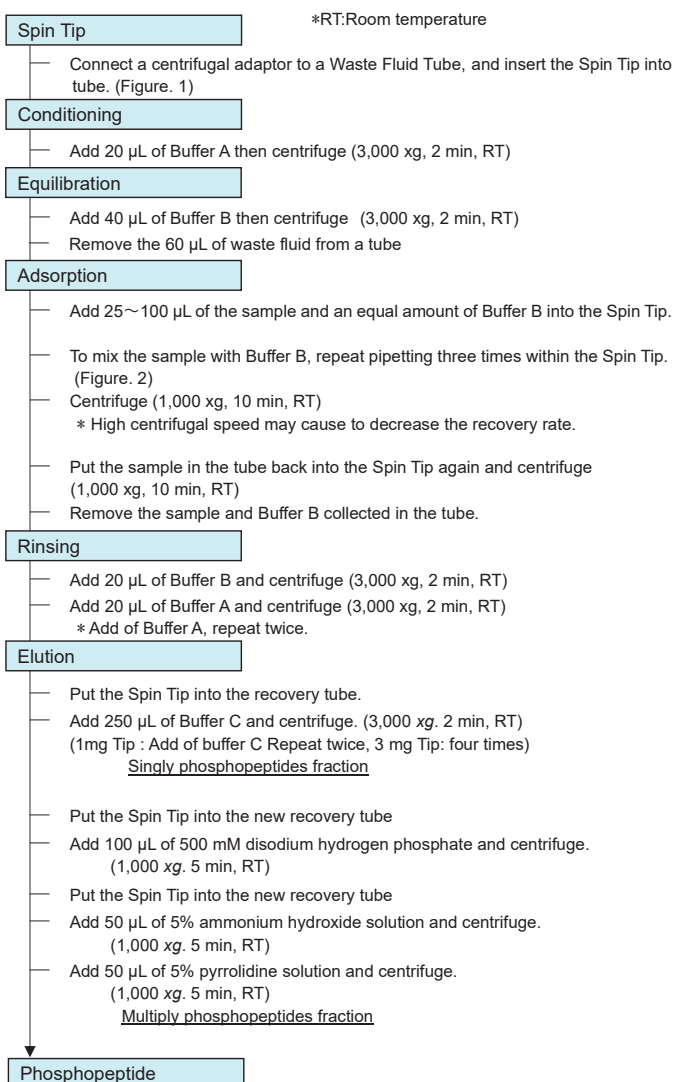 ＊RT:Room temperature
Spin Tip
Connect a centrifugal adaptor to a Waste Fluid Tube, and insert the Spin Tip into
tube. (Figure. 1)
Conditioning
Add 20 µL of Buffer A then centrifuge (3,000 xg, 2 min, RT)
Equilibration
Add 40 µL of Buffer B then centrifuge (3,000 xg, 2 min, RT)
Remove the 60 µL of waste fluid from a tube
Adsorption
Add 25～100 µL of the sample and an equal amount of Buffer B into the Spin Tip.
To mix the sample with Buffer B, repeat pipetting three times within the Spin Tip.
(Figure. 2)
Centrifuge (1,000 xg, 10 min, RT)
＊ High centrifugal speed may cause to decrease the recovery rate.
Put the sample in the tube back into the Spin Tip again and centrifuge
(1,000 xg, 10 min, RT)
Remove the sample and Buffer B collected in the tube.
Rinsing
Add 20 µL of Buffer B and centrifuge (3,000 xg, 2 min, RT)
Add 20 µL of Buffer A and centrifuge (3,000 xg, 2 min, RT)
＊Add of Buffer A, repeat twice.
Elution
Put the Spin Tip into the recovery tube.
Add 250 µL of Buffer C and centrifuge. (3,000 xg. 2 min, RT)
(1mg Tip : Add of buffer C Repeat twice, 3 mg Tip: four times)
Singly phosphopeptides fraction
Put the Spin Tip into the new recovery tube
Add 100 µL of 500 mM disodium hydrogen phosphate and centrifuge.
(1,000 xg. 5 min, RT)
Put the Spin Tip into the new recovery tube
Add 50 µL of 5% ammonium hydroxide solution and centrifuge.
(1,000 xg. 5 min, RT)
Add 50 µL of 5% pyrrolidine solution and centrifuge.
(1,000 xg. 5 min, RT)
Multiply phosphopeptides fraction
Phosphopeptide